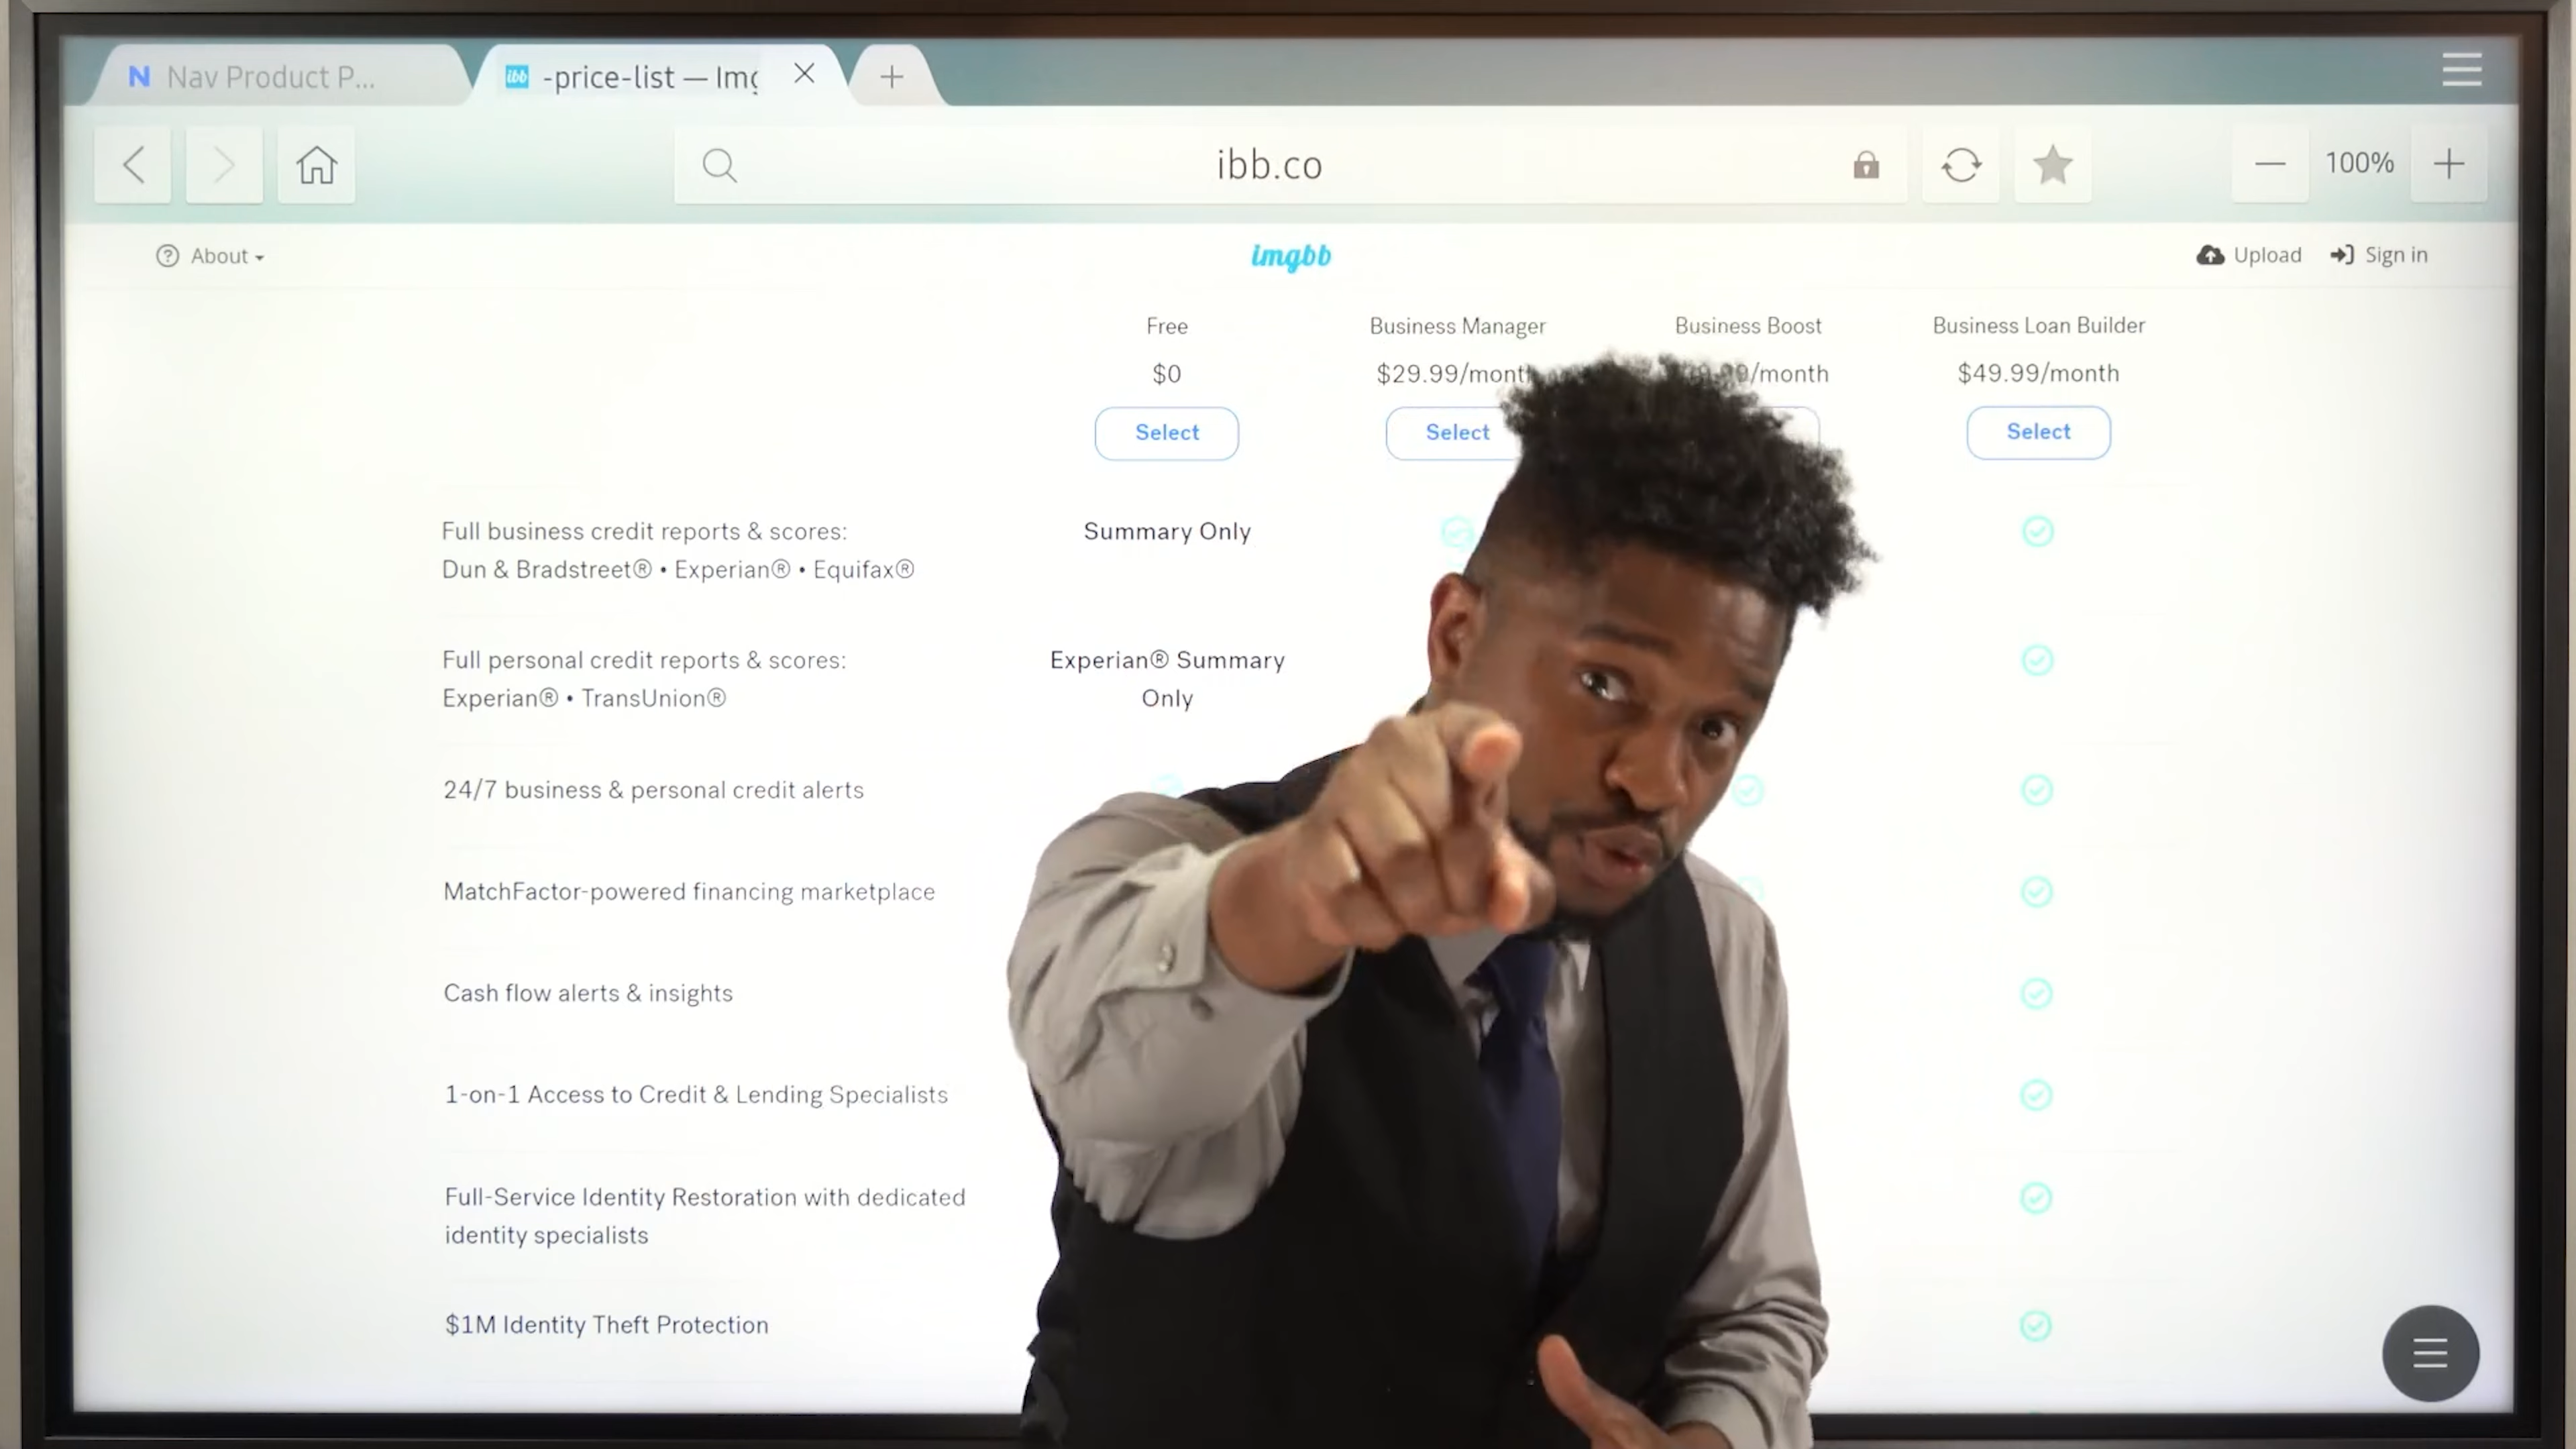 N Nav Product P...
ibb -price-list — Img
ibb.co
100%
About
imgbb
Upload
Sign in
Free
Business Manager
Business Boost
Business Loan Builder
$0
$29.99/month
/month
$49.99/month
Select
Select
Select
Full business credit reports & scores:
Dun & Bradstreet® • Experian® • Equifax®
Summary Only
Full personal credit reports & scores:
Experian® • TransUnion®
Experian® Summary
Only
24/7 business & personal credit alerts
MatchFactor-powered financing marketplace
Cash flow alerts & insights
1-on-1 Access to Credit & Lending Specialists
Full-Service Identity Restoration with dedicated
identity specialists
$1M Identity Theft Protection